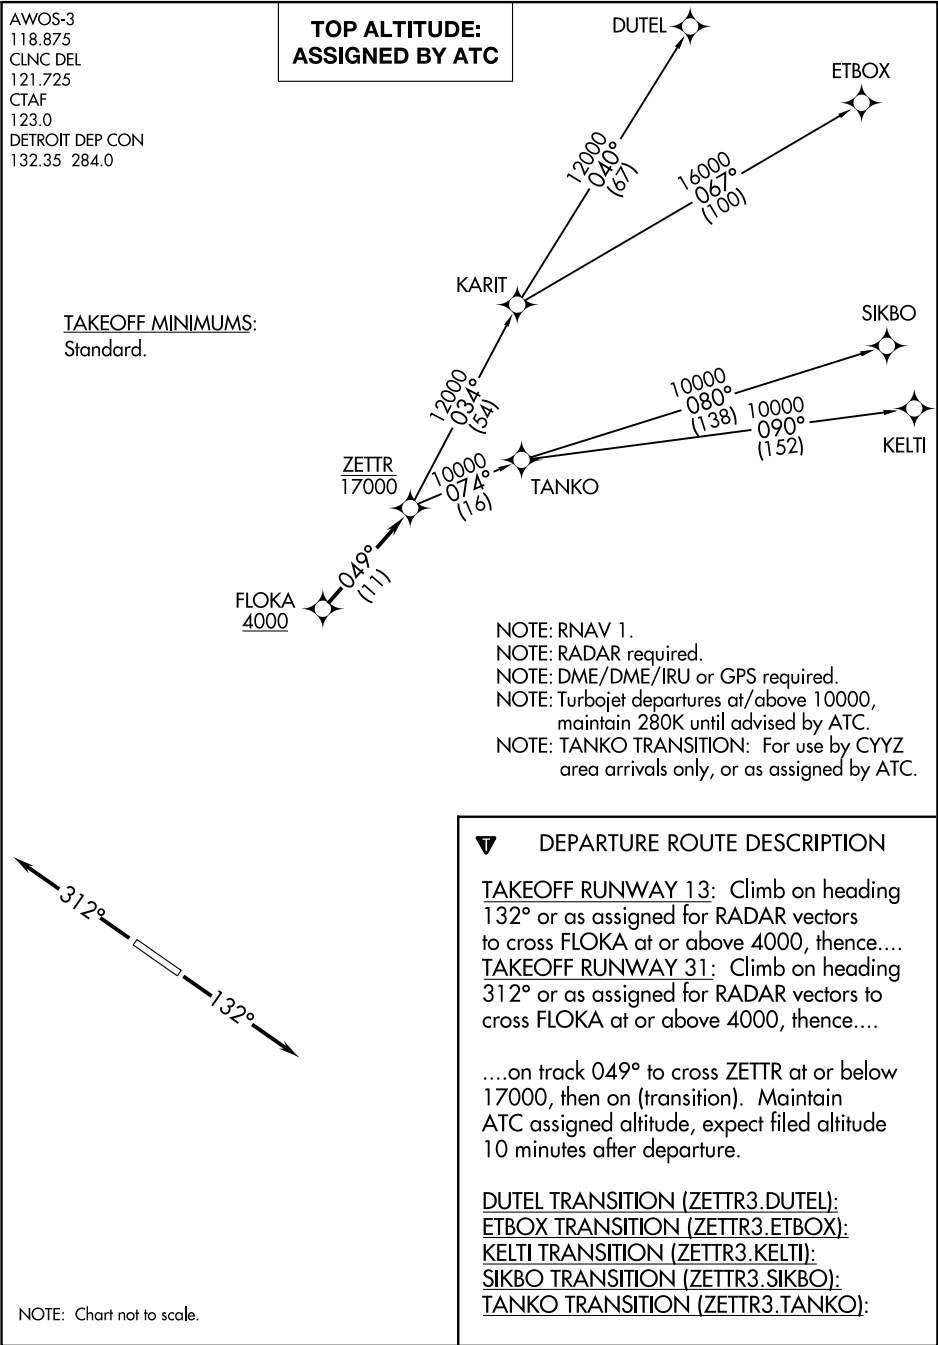 AWOS-3
118.875
CLNC DEL
121.725
CTAF
123.0
DETROIT DEP CON
132.35 284.0
TOP ALTITUDE:
ASSIGNED BY ATC
DUTEL
ETBOX
12000
040°
(67)
16000
067°
(100)
KARIT
TAKEOFF MINIMUMS:
Standard.
SIKBO
12000
034°
(54)
10000
080°
(138)
10000
090°
(152)
KELTI
ZETTR
17000
10000
074°
(16)
TANKO
049°
(11)
FLOKA
4000
NOTE: RNAV 1.
NOTE: RADAR required.
NOTE: DME/DME/IRU or GPS required.
NOTE: Turbojet departures at/above 10000,
maintain 280K until advised by ATC.
NOTE: TANKO TRANSITION: For use by CYYZ
area arrivals only, or as assigned by ATC.
312°
132°
T DEPARTURE ROUTE DESCRIPTION
TAKEOFF RUNWAY 13: Climb on heading
132° or as assigned for RADAR vectors
to cross FLOKA at or above 4000, thence....
TAKEOFF RUNWAY 31: Climb on heading
312° or as assigned for RADAR vectors to
cross FLOKA at or above 4000, thence....
....on track 049° to cross ZETTR at or below
17000, then on (transition). Maintain
ATC assigned altitude, expect filed altitude
10 minutes after departure.
DUTEL TRANSITION (ZETTR3.DUTEL):
ETBOX TRANSITION (ZETTR3.ETBOX):
KELTI TRANSITION (ZETTR3.KELTI):
SIKBO TRANSITION (ZETTR3.SIKBO):
TANKO TRANSITION (ZETTR3.TANKO):
NOTE: Chart not to scale.